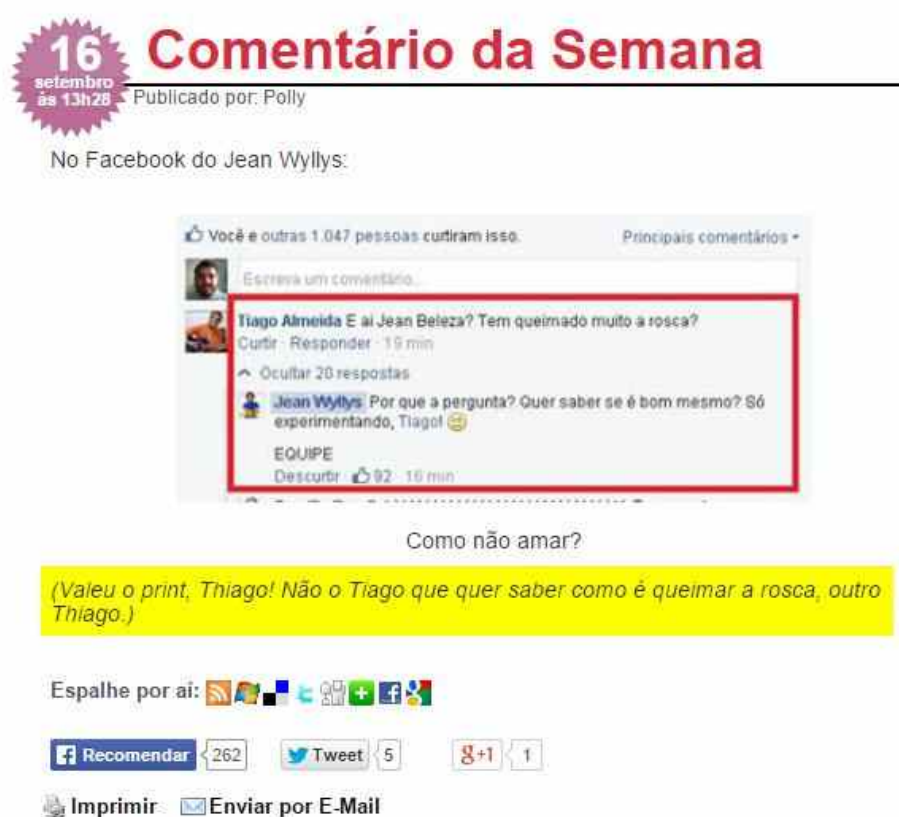 16
setembro
às 13h28
Comentário da Semana
Publicado por: Polly
No Facebook do Jean Wyllys:
Você e outras 1.047 pessoas curtiram isso.
Principais comentários
Escreva um comentário...
Tiago Almeida E ai Jean Beleza? Tem queimado muito a rosca?
Curtir · Responder · 19 min
Ocultar 20 respostas
Jean Wyllys Por que a pergunta? Quer saber se é bom mesmo? Só
experimentando, Tiago!
EQUIPE
Descurtir · 92 · 16 min
Como não amar?
(Valeu o print, Thiago! Não o Tiago que quer saber como é queimar a rosca, outro
Thiago.)
Espalhe por aí:
Recomendar 262
Tweet 5
g+1 1
Imprimir Enviar por E-Mail